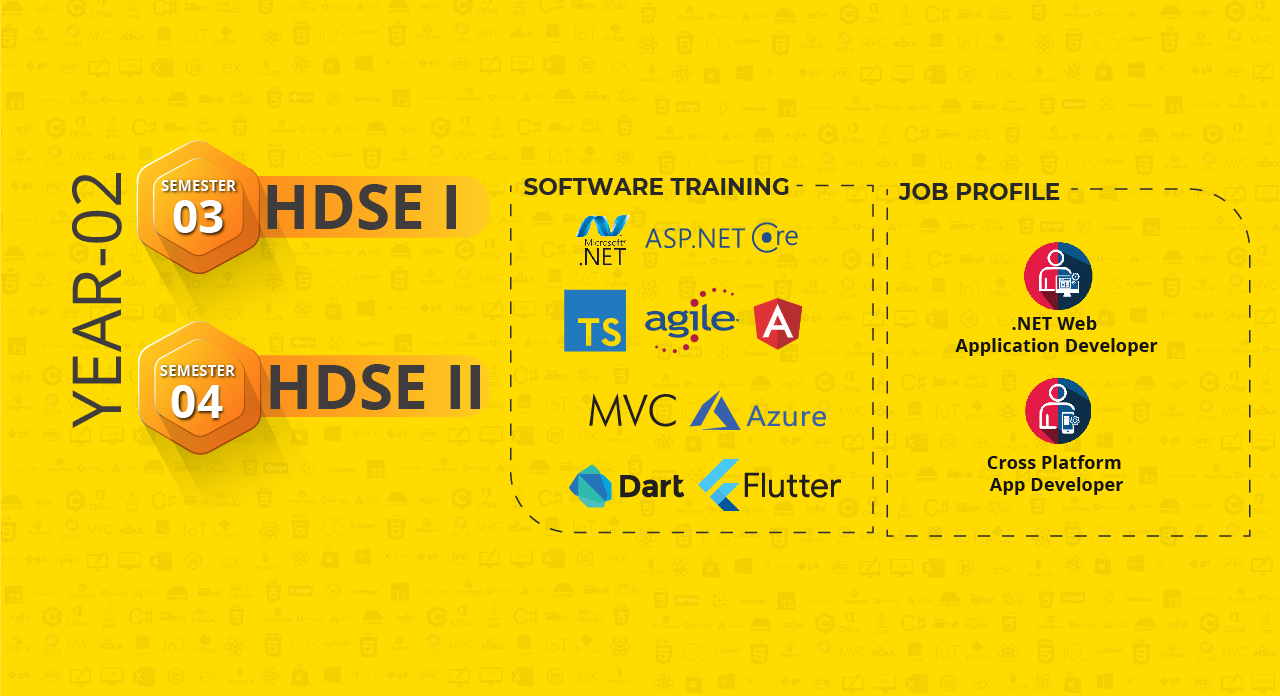 YEAR-02
SEMESTER
03
HDSE I
SEMESTER
04
HDSE II
SOFTWARE TRAINING
Microsoft
.NET
ASP.NET Core
TS
agile
A
MVC
Azure
Dart
Flutter
JOB PROFILE
.NET Web
Application Developer
Cross Platform
App Developer